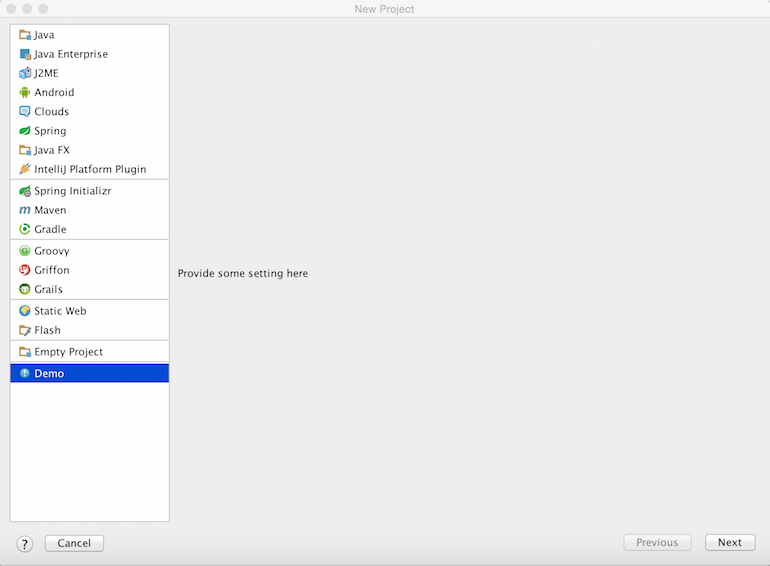 New Project
Java
Java Enterprise
J2ME
Android
Clouds
Spring
Java FX
IntelliJ Platform Plugin
Spring Initializr
Maven
Gradle
Groovy
Griffon
Grails
Static Web
Flash
Empty Project
Demo
Provide some setting here
?
Cancel
Previous
Next